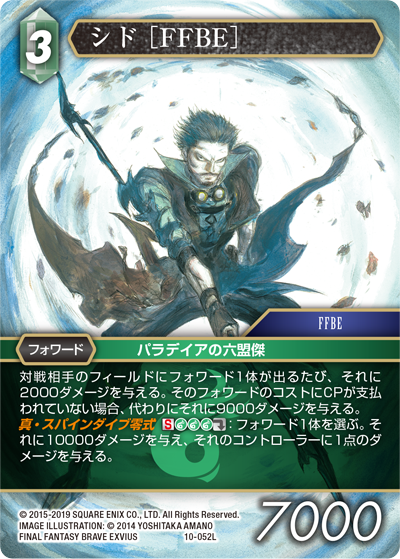 3
シド［FFBE］
FFBE
フォワード
パラデイアの六盟傑
対戦相手のフィールドにフォワード1体が出るたび、それに
2000ダメージを与える。そのフォワードのコストにCPが支払
われていない場合、代わりにそれに9000ダメージを与える。
真・スパインダイブ零式 S : フォワード1体を選ぶ。そ
れに10000ダメージを与え、それのコントローラーに1点のダ
メージを与える。
© 2015-2019 SQUARE ENIX CO., LTD. All Rights Reserved.
IMAGE ILLUSTRATION: © 2014 YOSHITAKA AMANO
FINAL FANTASY BRAVE EXVIUS 10-052L
7000